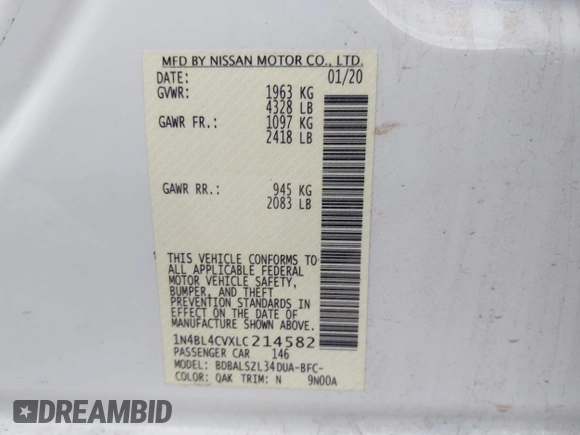 MFD BY NISSAN MOTOR CO., LTD.
DATE: 01/20
GVWR: 1963 KG
4328 LB
GAWR FR.: 1097 KG
2418 LB
GAWR RR.: 945 KG
2083 LB
THIS VEHICLE CONFORMS TO
ALL APPLICABLE FEDERAL
MOTOR VEHICLE SAFETY,
BUMPER, AND THEFT
PREVENTION STANDARDS IN
EFFECT ON THE DATE OF
MANUFACTURE SHOWN ABOVE.
1N4BL4CVXLC214582
PASSENGER CAR 146
MODEL: BDBALSZL34DUA-BFC-
COLOR: QAK TRIM: N 9N00A
DREAMBID
DREAMBID